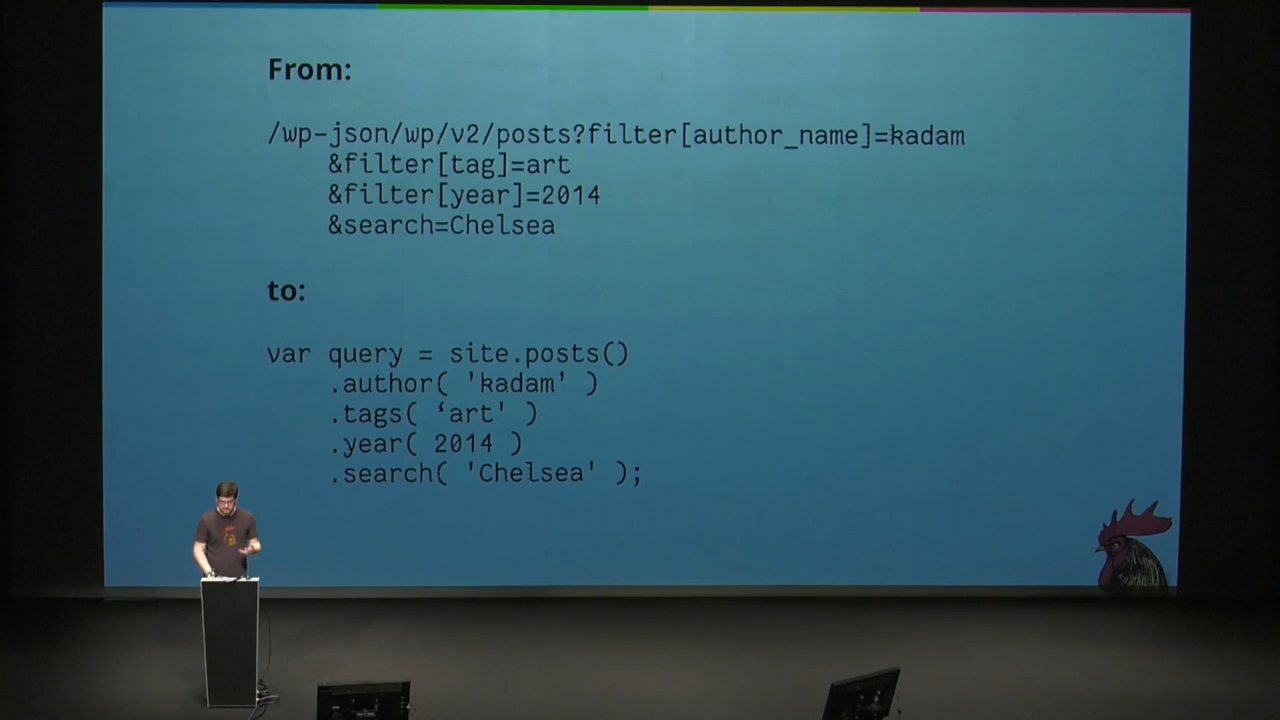 From:
/wp-json/wp/v2/posts?filter[author_name]=kadam
&filter[tag]=art
&filter[year]=2014
&search=Chelsea
to:
var query = site.posts()
.author( 'kadam' )
.tags( ‘art' )
.year( 2014 )
.search( 'Chelsea' );